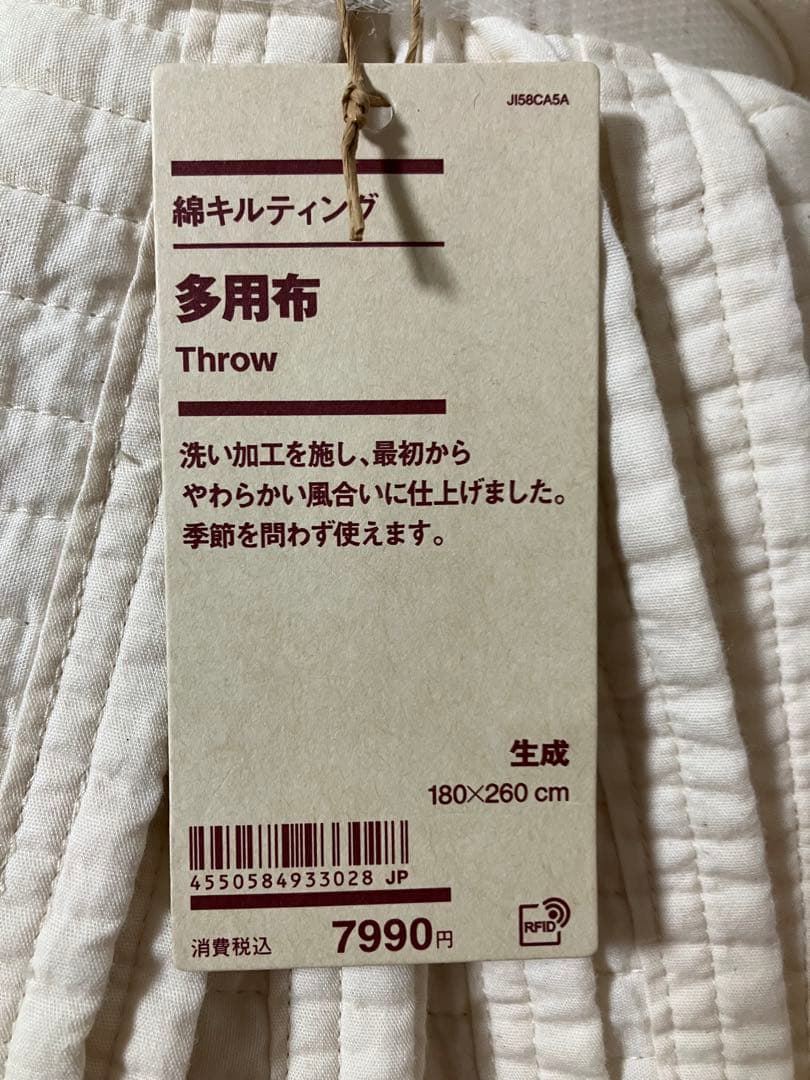 JI58CA5A
綿キルティング
多用布
Throw
洗い加工を施し、最初から
やわらかい風合いに仕上げました。
季節を問わず使えます。
生成
180×260 cm
4550584933028 JP
消費税込 7990円
RFID